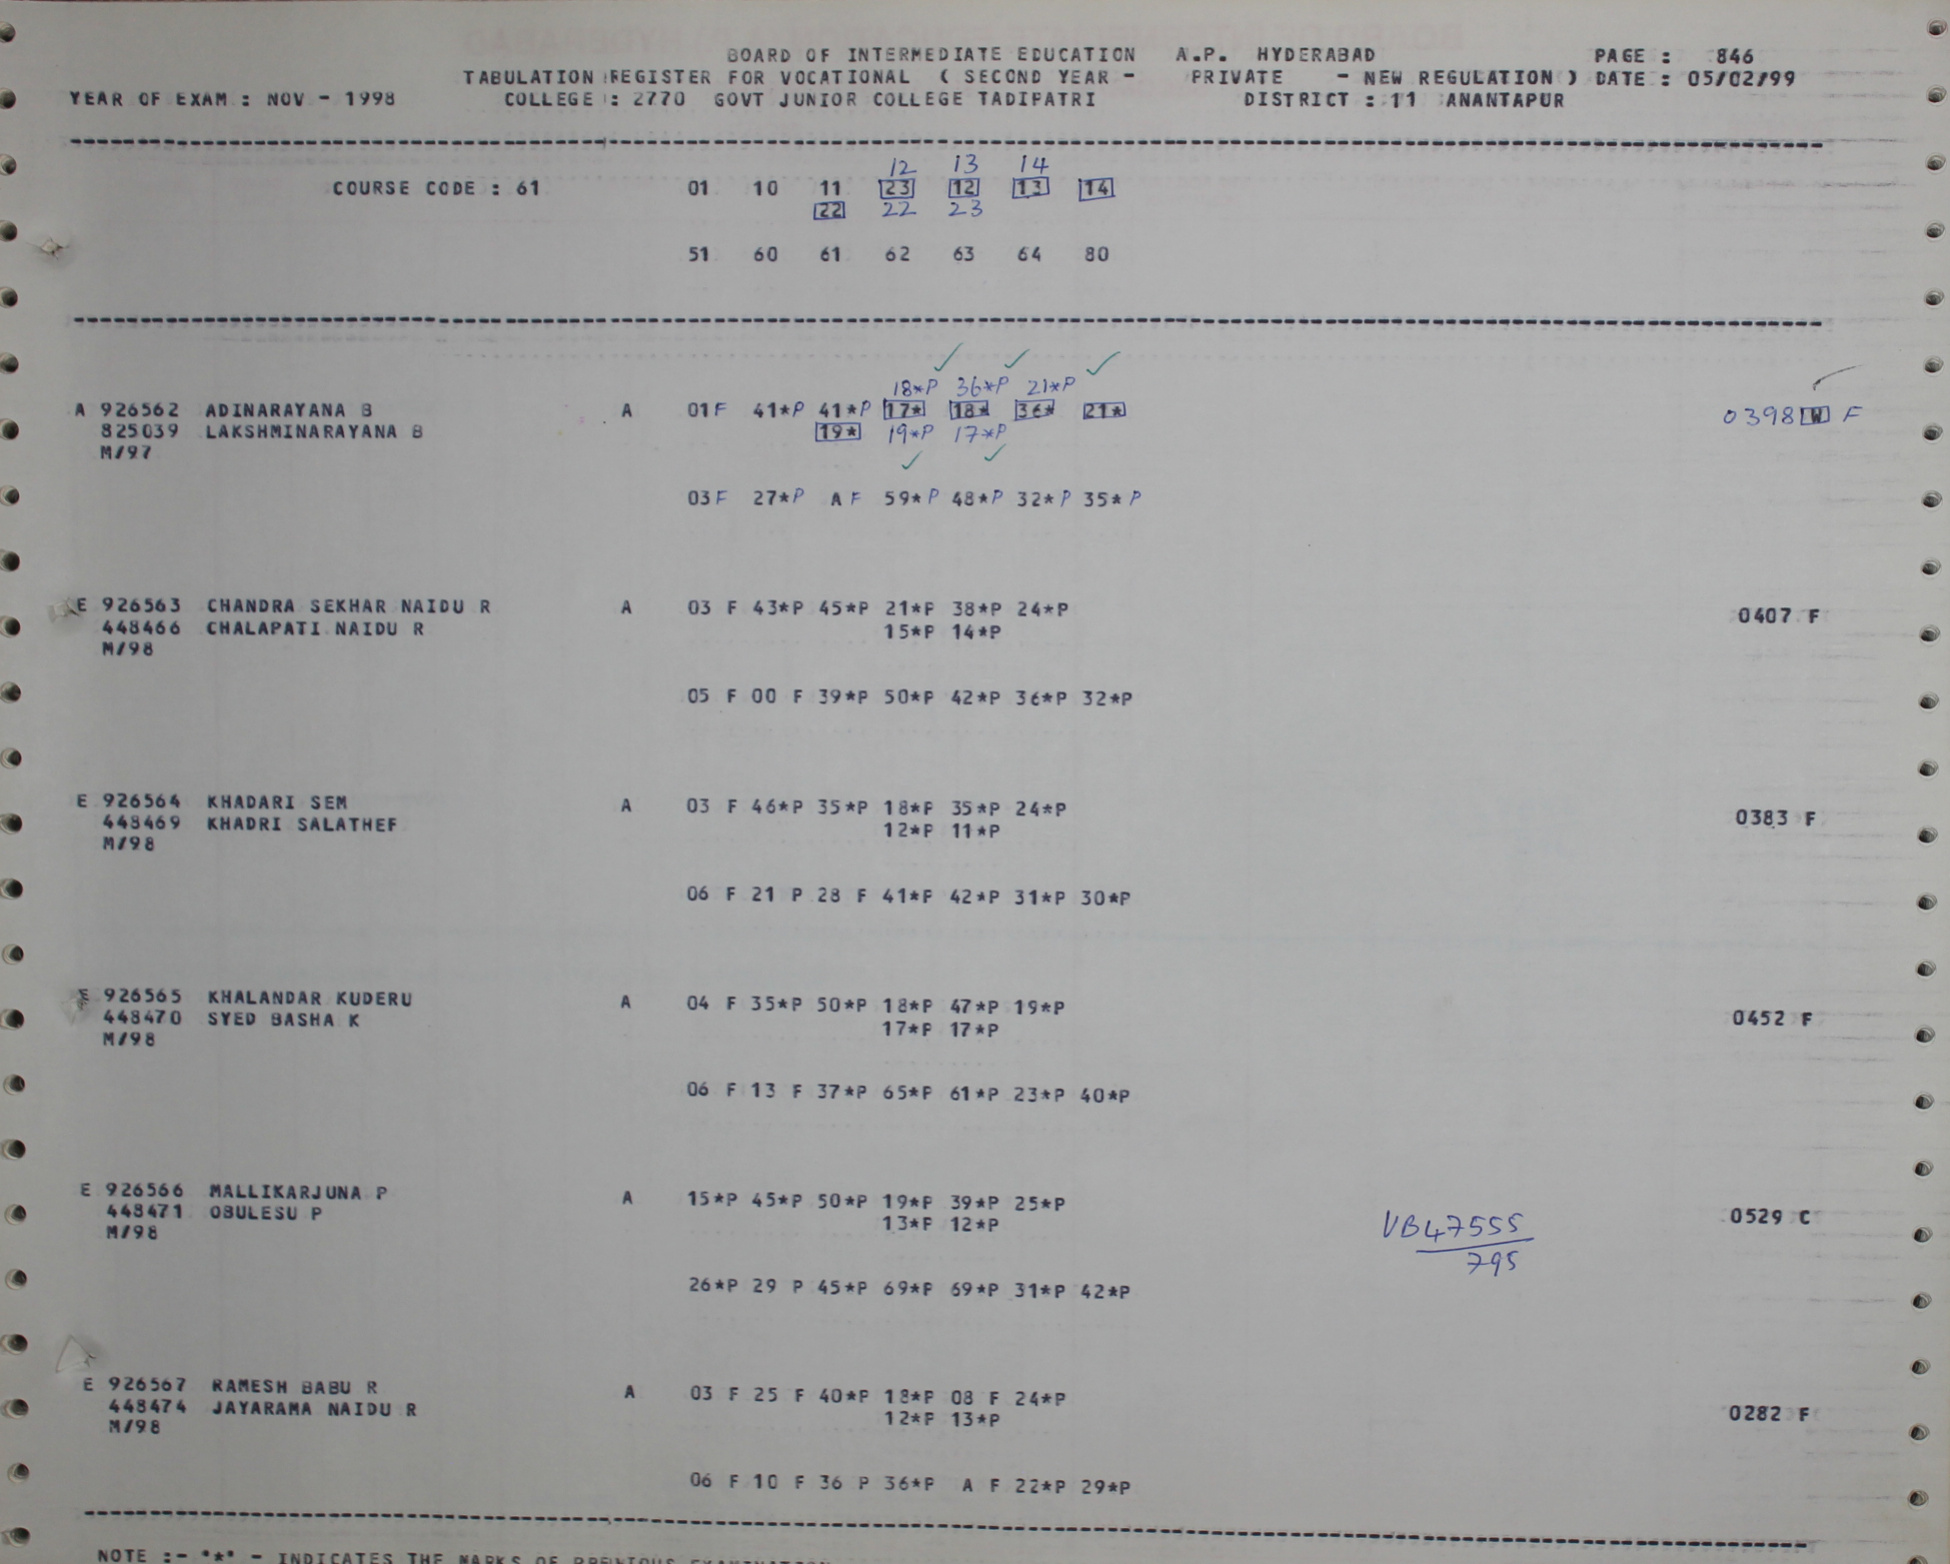 BOARD OF INTERMEDIATE EDUCATION A.P. HYDERABAD PAGE : 846
TABULATION REGISTER FOR VOCATIONAL ( SECOND YEAR - PRIVATE - NEW REGULATION ) DATE : 05/02/99
YEAR OF EXAM : NOV - 1998 COLLEGE : 2770 GOVT JUNIOR COLLEGE TADIPATRI DISTRICT : 11 ANANTAPUR
12 13 14
COURSE CODE : 61 01 10 11 23 12 13 14
22 22 23
51 60 61 62 63 64 80
18*P 36*P 21*P
A 926562 ADINARAYANA B A 01 F 41*P 41*P 17* 18* 36* 21* 0398 W F
825039 LAKSHMINARAYANA B 19* 19*P 17*P
M/97
03 F 27*P A F 59*P 48*P 32*P 35*P
E 926563 CHANDRA SEKHAR NAIDU R A 03 F 43*P 45*P 21*P 38*P 24*P 0407 F
448466 CHALAPATI NAIDU R 15*P 14*P
M/98
05 F 00 F 39*P 50*P 42*P 36*P 32*P
E 926564 KHADARI SEM A 03 F 46*P 35*P 18*P 35*P 24*P 0383 F
448469 KHADRI SALATHEF 12*P 11*P
M/98
06 F 21 P 28 F 41*P 42*P 31*P 30*P
E 926565 KHALANDAR KUDERU A 04 F 35*P 50*P 18*P 47*P 19*P 0452 F
448470 SYED BASHA K 17*P 17*P
M/98
06 F 13 F 37*P 65*P 61*P 23*P 40*P
E 926566 MALLIKARJUNA P A 15*P 45*P 50*P 19*P 39*P 25*P 0529 C
448471 OBULESU P 13*P 12*P VB47555
M/98 795
26*P 29 P 45*P 69*P 69*P 31*P 42*P
E 926567 RAMESH BABU R A 03 F 25 F 40*P 18*P 08 F 24*P 0282 F
448474 JAYARAMA NAIDU R 12*P 13*P
M/98
06 F 10 F 36 P 36*P A F 22*P 29*P
NOTE :- "*" - INDICATES THE MARKS OF PREVIOUS EXAMINATION